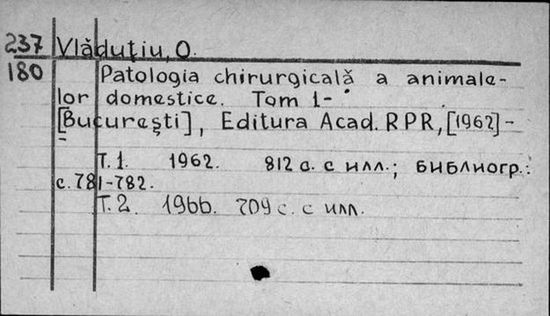 237 Vlăduţiu, O.
180 Patologia chirurgicală a animale-
lor domestice. Tom 1-
[Bucureşti], Editura Acad. RPR, [1962]-
T. 1. 1962. 812 с. с илл.; библиогр.:
с. 781-782.
T. 2. 1966. 709 с. с илл.